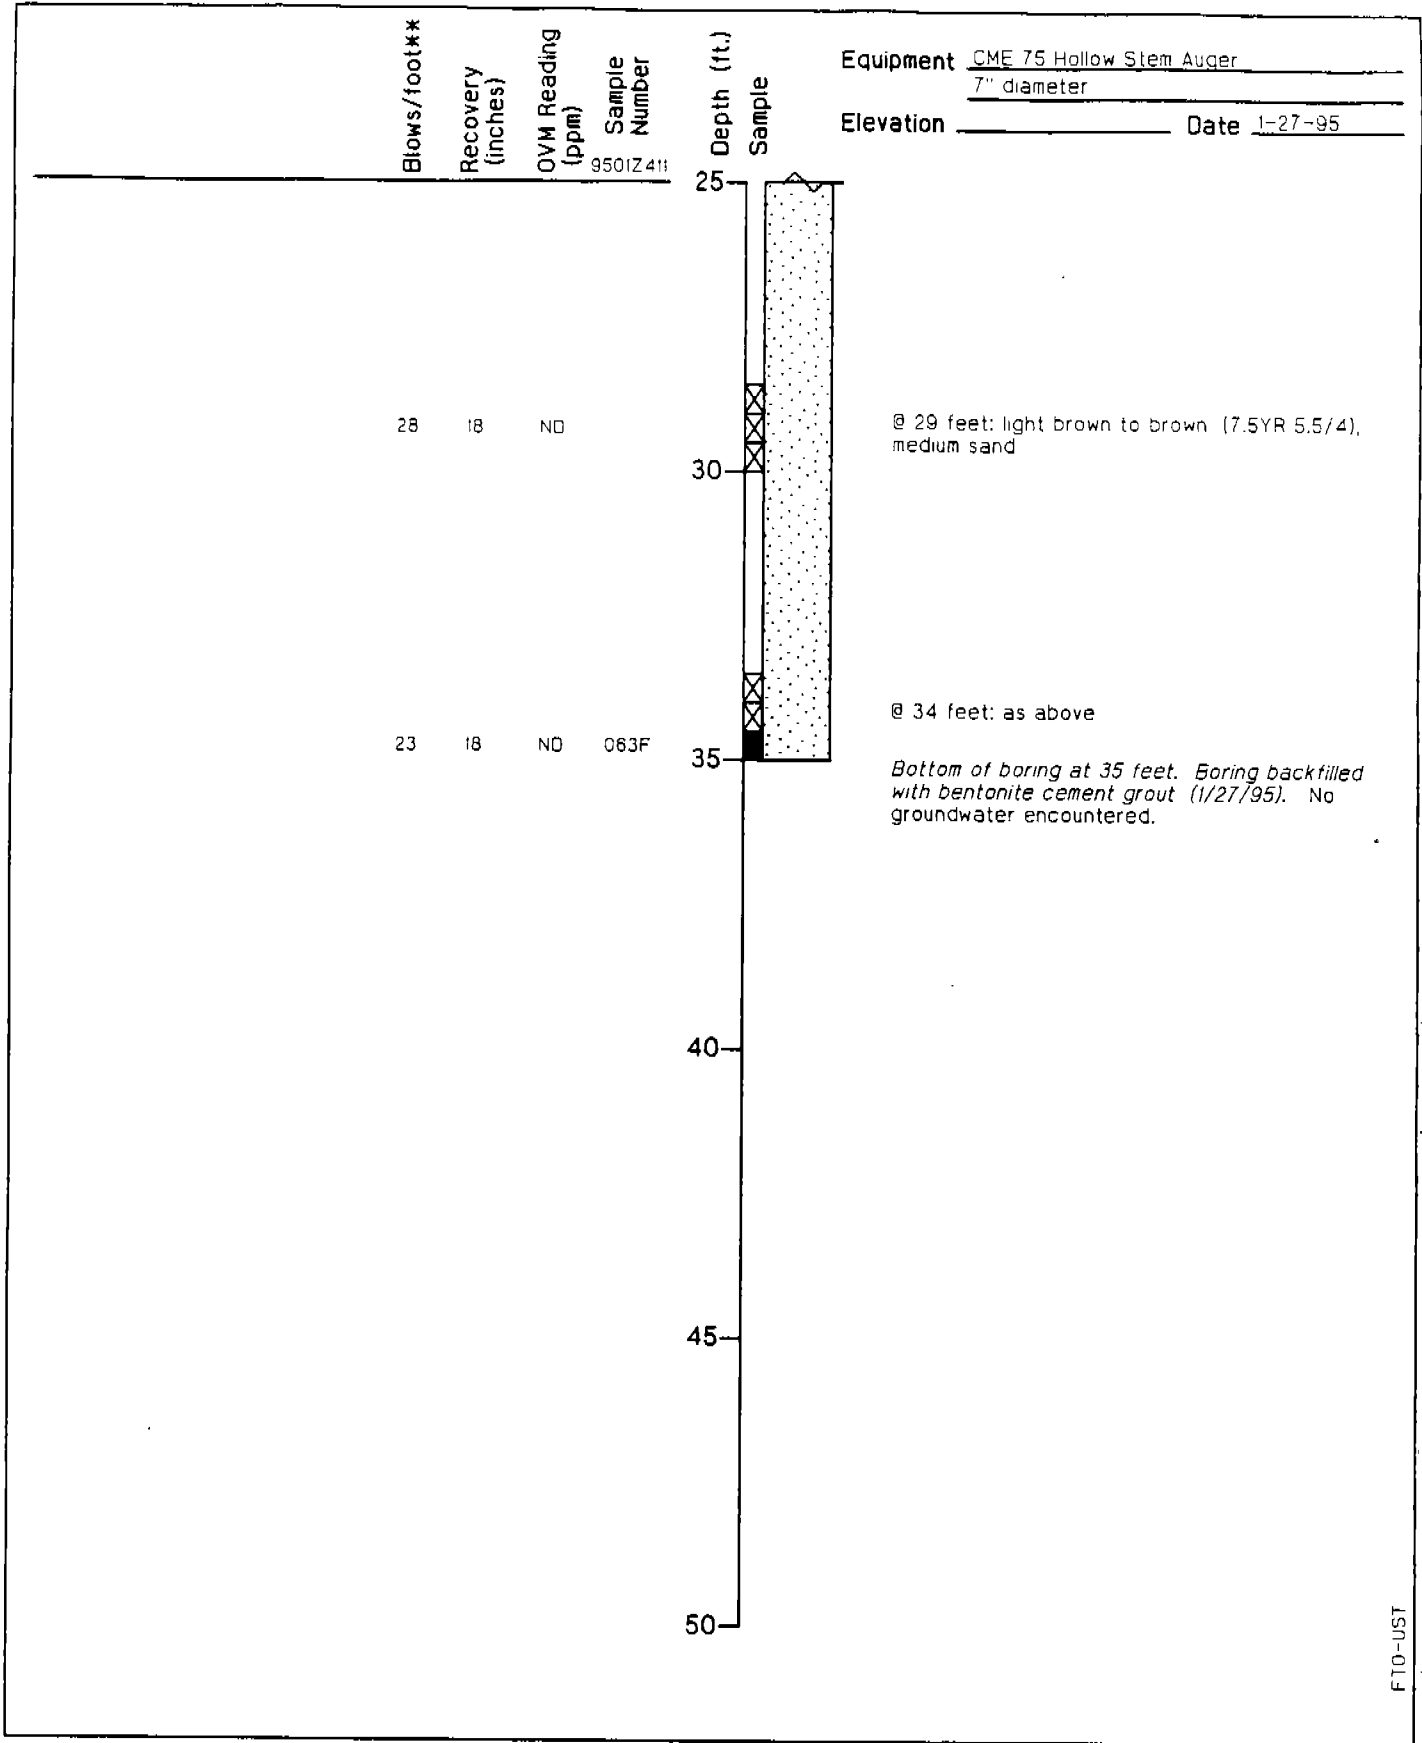 Blows/foot**
Recovery
(inches)
OVM Reading
(ppm)
Sample
Number
9501Z411
Depth (ft.)
Sample
Equipment CME 75 Hollow Stem Auger
7" diameter
Elevation Date 1-27-95
25
28 18 ND
@ 29 feet: light brown to brown (7.5YR 5.5/4),
medium sand
30
@ 34 feet: as above
23 18 ND 063F
35
Bottom of boring at 35 feet. Boring backfilled
with bentonite cement grout (1/27/95). No
groundwater encountered.
40
45
50
FTO-UST